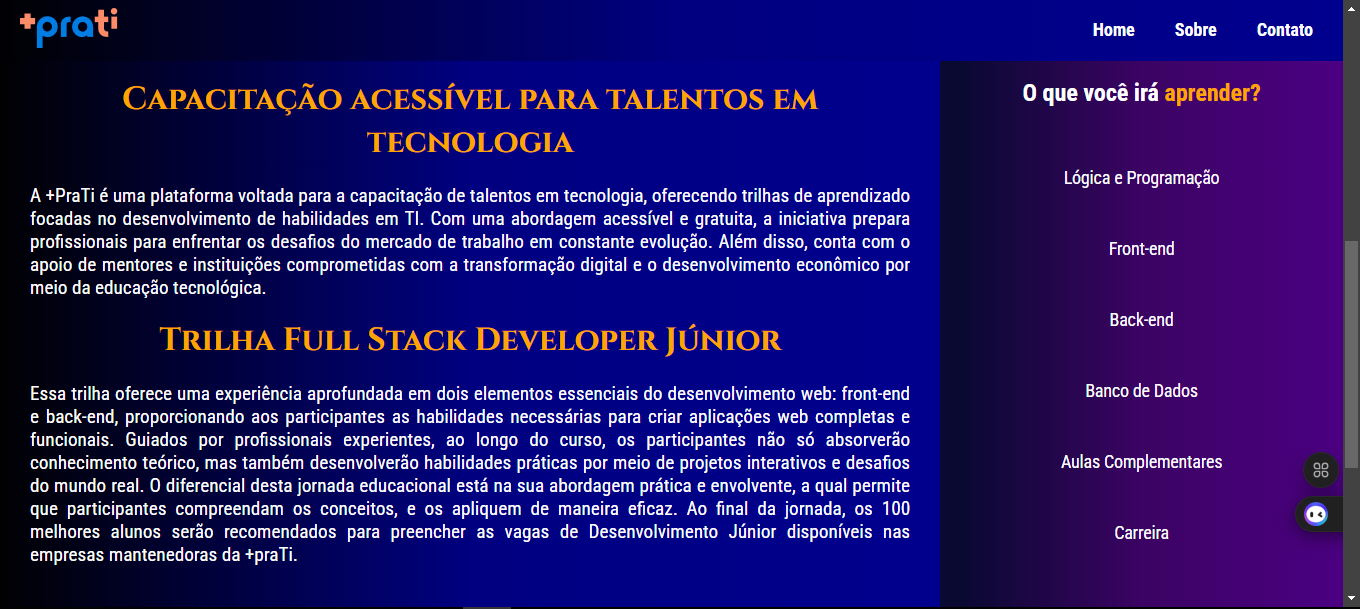 +prati
Home Sobre Contato
Capacitação acessível para talentos em
tecnologia
A +PraTi é uma plataforma voltada para a capacitação de talentos em tecnologia, oferecendo trilhas de aprendizado
focadas no desenvolvimento de habilidades em TI. Com uma abordagem acessível e gratuita, a iniciativa prepara
profissionais para enfrentar os desafios do mercado de trabalho em constante evolução. Além disso, conta com o
apoio de mentores e instituições comprometidas com a transformação digital e o desenvolvimento econômico por
meio da educação tecnológica.
Trilha Full Stack Developer Júnior
Essa trilha oferece uma experiência aprofundada em dois elementos essenciais do desenvolvimento web: front-end
e back-end, proporcionando aos participantes as habilidades necessárias para criar aplicações web completas e
funcionais. Guiados por profissionais experientes, ao longo do curso, os participantes não só absorverão
conhecimento teórico, mas também desenvolverão habilidades práticas por meio de projetos interativos e desafios
do mundo real. O diferencial desta jornada educacional está na sua abordagem prática e envolvente, a qual permite
que participantes compreendam os conceitos, e os apliquem de maneira eficaz. Ao final da jornada, os 100
melhores alunos serão recomendados para preencher as vagas de Desenvolvimento Júnior disponíveis nas
empresas mantenedoras da +praTi.
O que você irá aprender?
Lógica e Programação
Front-end
Back-end
Banco de Dados
Aulas Complementares
Carreira